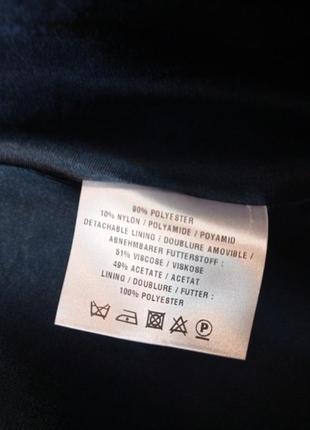 90% POLYESTER
10% NYLON / POLYAMIDE / POYAMID
DETACHABLE LINING / DOUBLURE AMOVIBLE /
ABNEHMBARER FUTTERSTOFF :
51% VISCOSE / VISKOSE
49% ACETATE / ACETAT
LINING / DOUBLURE / FUTTER :
100% POLYESTER
P